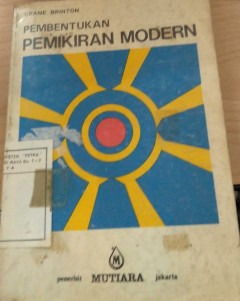 CRANE BRINTON
PEMBENTUKAN
PEMIKIRAN MODERN
M
penerbit MUTIARA jakarta